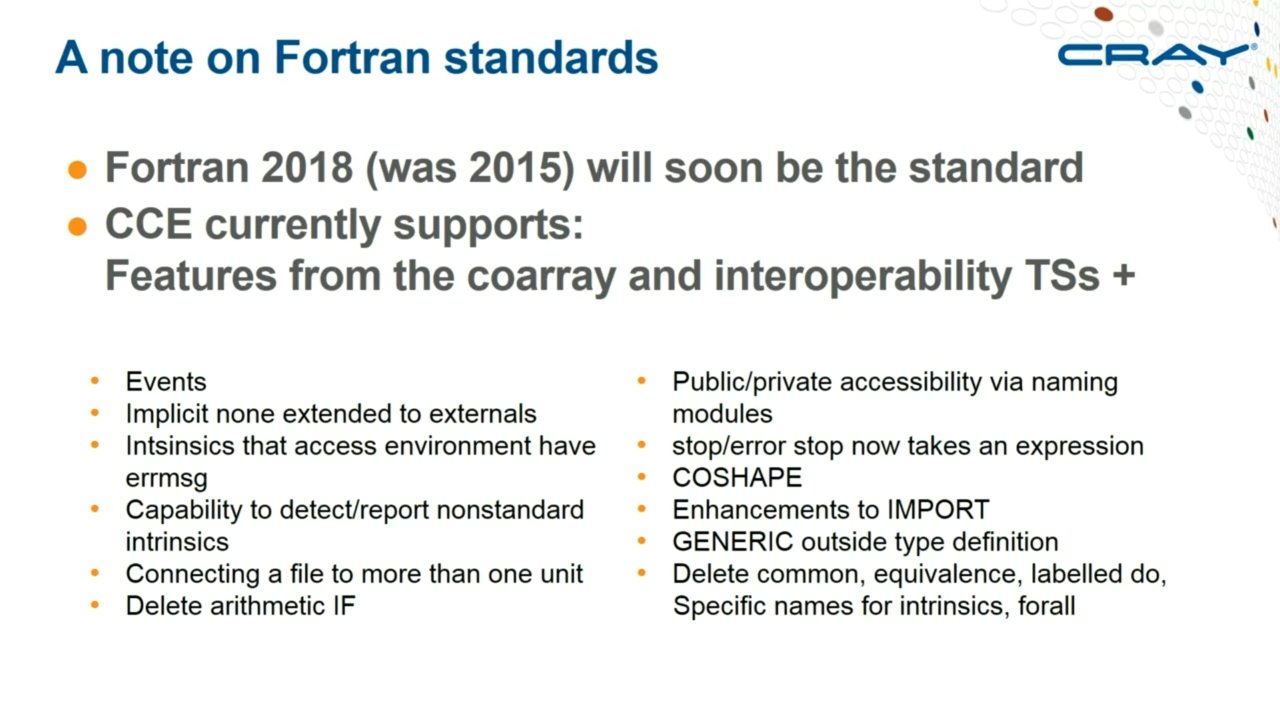 A note on Fortran standards
CRAY®
● Fortran 2018 (was 2015) will soon be the standard
● CCE currently supports:
Features from the coarray and interoperability TSs +
• Events
• Implicit none extended to externals
• Intsinsics that access environment have
errmsg
• Capability to detect/report nonstandard
intrinsics
• Connecting a file to more than one unit
• Delete arithmetic IF
• Public/private accessibility via naming
modules
• stop/error stop now takes an expression
• COSHAPE
• Enhancements to IMPORT
• GENERIC outside type definition
• Delete common, equivalence, labelled do,
Specific names for intrinsics, forall